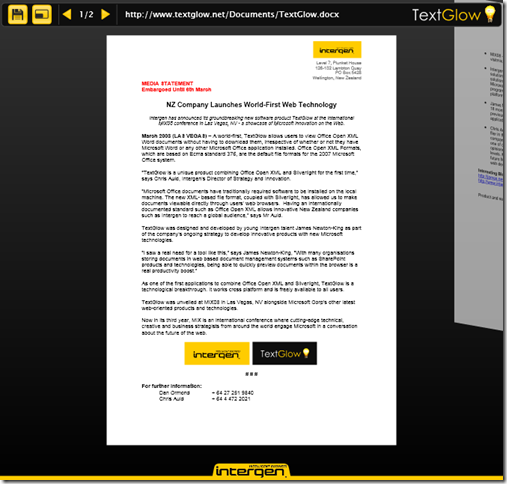 1/2
http://www.textglow.net/Documents/TextGlow.docx
TextGlow
intergen
Level 7, Plunket House
126-132 Lambton Quay
PO Box 5428
Wellington, New Zealand
MEDIA STATEMENT
Embargoed Until 6th March
NZ Company Launches World-First Web Technology
Intergen has announced its groundbreaking new software product TextGlow at the International
MIX08 conference in Las Vegas, NV - a showcase of Microsoft innovation on the Web.
March 2008 (LAS VEGAS) – A world-first, TextGlow allows users to view Office Open XML
Word documents without having to download them, irrespective of whether or not they have
Microsoft Word or any other Microsoft Office application installed. Office Open XML Formats,
which are based on Ecma standard 376, are the default file formats for the 2007 Microsoft
Office system.
"TextGlow is a unique product combining Office Open XML and Silverlight for the first time,"
says Chris Auld, Intergen's Director of Strategy and Innovation.
"Microsoft Office documents have traditionally required software to be installed on the local
machine. The new XML- based file format, coupled with Silverlight, has allowed us to make
documents viewable directly through users' web browsers. Having an internationally
documented standard such as Office Open XML allows innovative New Zealand companies
such as Intergen to reach a global audience," says Mr Auld.
TextGlow was designed and developed by young Intergen talent James Newton-King as part
of the company's ongoing strategy to develop innovative products with new Microsoft
technologies.
"I saw a real need for a tool like this," says James Newton-King, "With many organisations
storing documents in web based document management systems such as SharePoint
products and technologies, being able to quickly preview documents within the browser is a
real productivity boost."
As one of the first applications to combine Office Open XML and Silverlight, TextGlow is a
technological breakthrough. It works cross platform and is freely available to all users.
TextGlow was unveiled at MIX08 in Las Vegas, NV alongside Microsoft Corp's other latest
web-oriented products and technologies.
Now in its third year, MIX is an international conference where cutting-edge technical,
creative and business strategists from around the world engage Microsoft in a conversation
about the future of the web.
intergen TextGlow
###
For further information:
Dan Ormond + 64 27 251 9840
Chris Auld + 64 4 472 2021
intergen